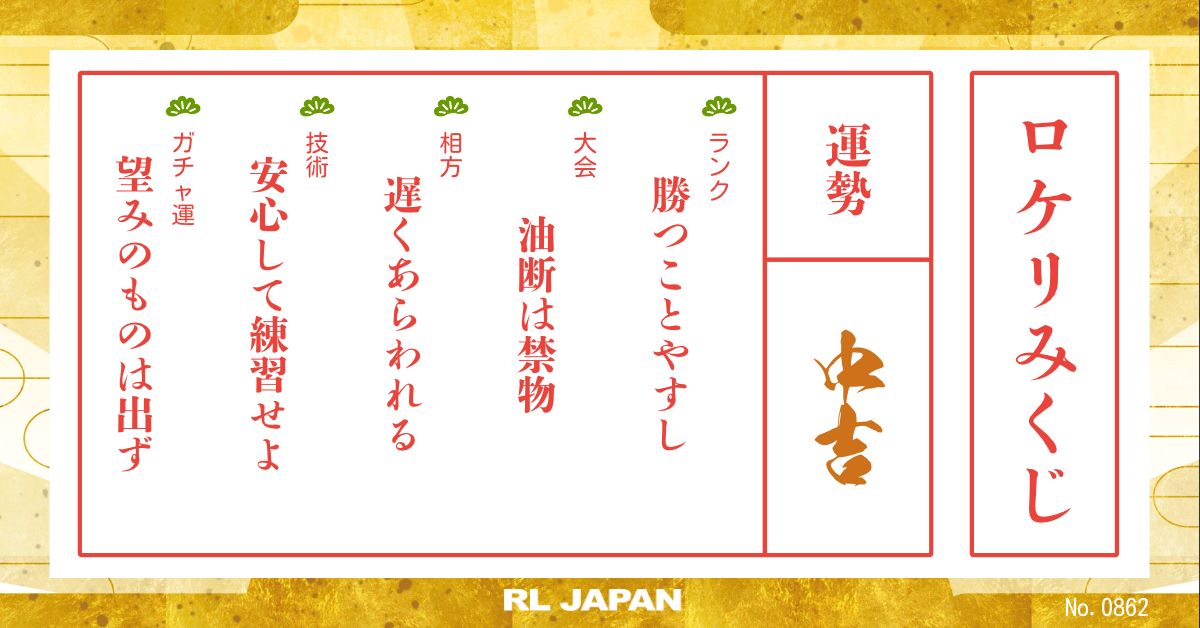 ロケリみくじ
運勢
中吉
ランク
勝つことやすし
大会
油断は禁物
相方
遅くあらわれる
技術
安心して練習せよ
ガチャ運
望みのものは出ず
RL JAPAN
No. 0862